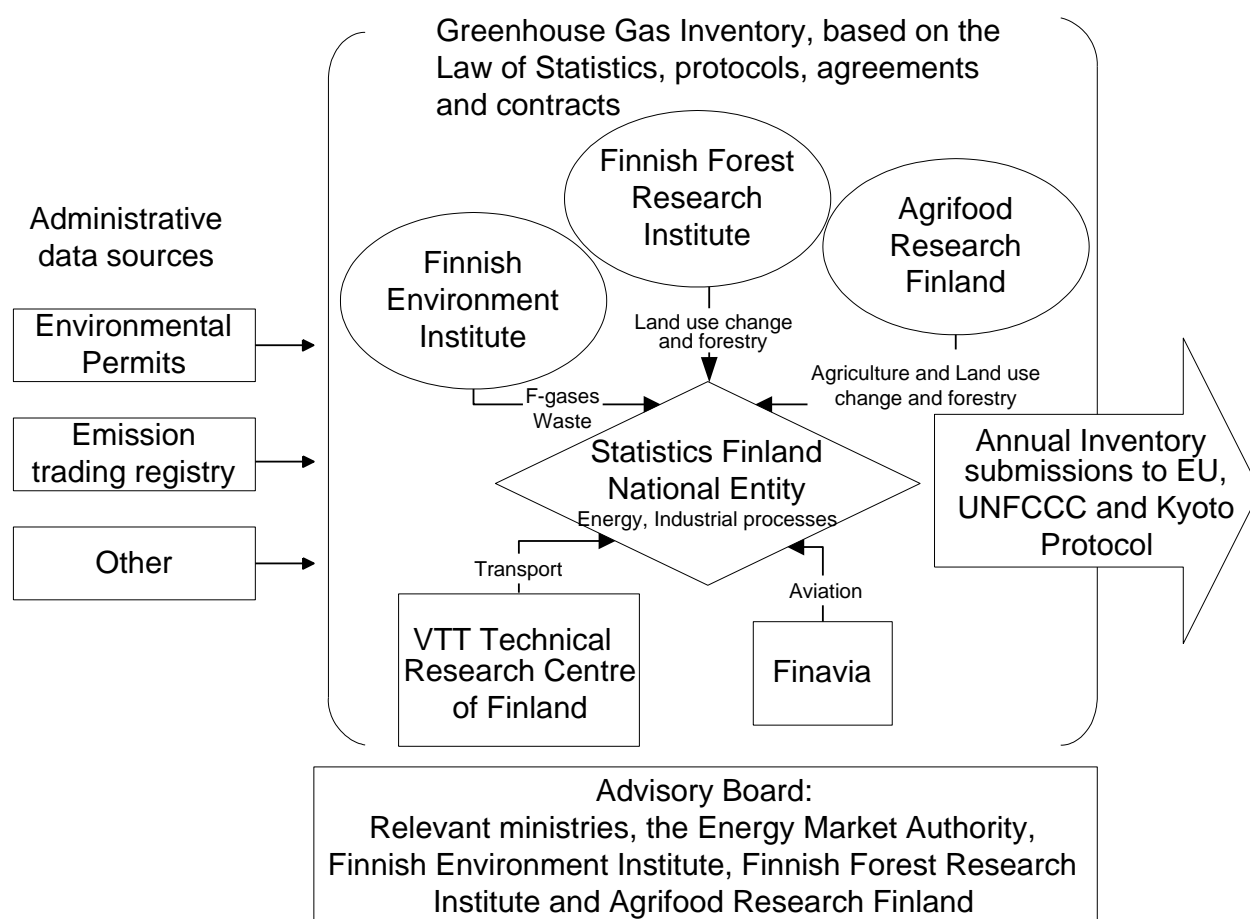 Greenhouse Gas Inventory, based on the
Law of Statistics, protocols, agreements
and contracts
Administrative
data sources
Environmental
Permits
Emission
trading registry
Other
Finnish
Environment
Institute
Finnish Forest
Research
Institute
Agrifood
Research
Finland
F-gases
Waste
Land use change
and forestry
Agriculture and Land use
change and forestry
Statistics Finland
National Entity
Energy, Industrial processes
Transport
Aviation
VTT Technical
Research Centre
of Finland
Finavia
Annual Inventory
submissions to EU,
UNFCCC and Kyoto
Protocol
Advisory Board:
Relevant ministries, the Energy Market Authority,
Finnish Environment Institute, Finnish Forest Research
Institute and Agrifood Research Finland